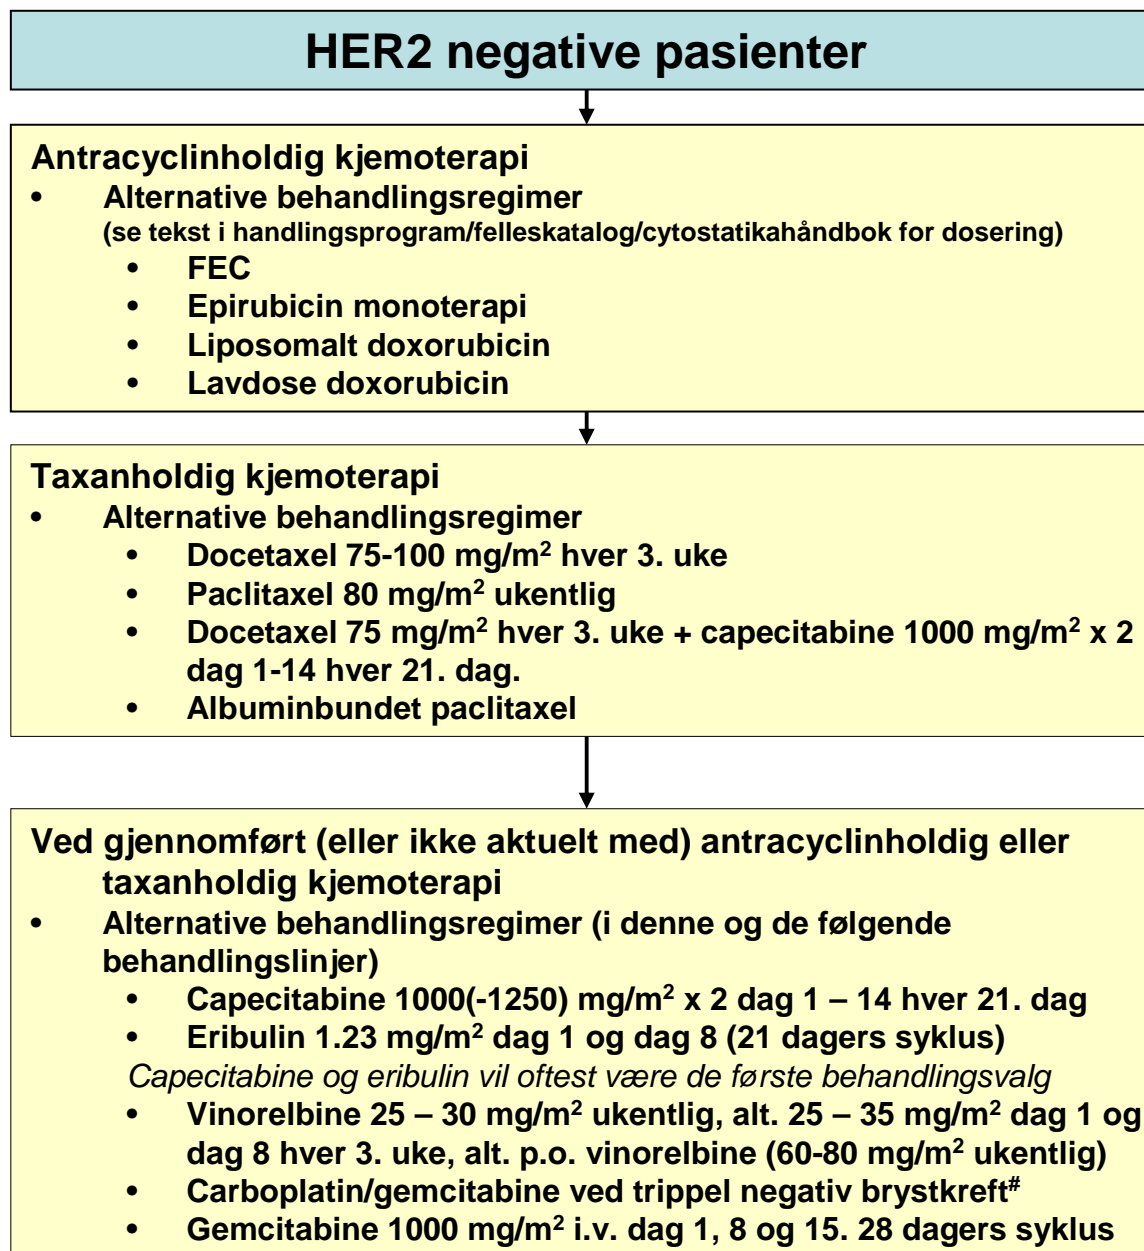 HER2 negative pasienter
Antracyclinholdig kjemoterapi
• Alternative behandlingsregimer
(se tekst i handlingsprogram/felleskatalog/cytostatikahåndbok for dosering)
• FEC
• Epirubicin monoterapi
• Liposomalt doxorubicin
• Lavdose doxorubicin
Taxanholdig kjemoterapi
• Alternative behandlingsregimer
• Docetaxel 75-100 mg/m² hver 3. uke
• Paclitaxel 80 mg/m² ukentlig
• Docetaxel 75 mg/m² hver 3. uke + capecitabine 1000 mg/m² x 2
dag 1-14 hver 21. dag.
• Albuminbundet paclitaxel
Ved gjennomført (eller ikke aktuelt med) antracyclinholdig eller
taxanholdig kjemoterapi
• Alternative behandlingsregimer (i denne og de følgende
behandlingslinjer)
• Capecitabine 1000(-1250) mg/m² x 2 dag 1 – 14 hver 21. dag
• Eribulin 1.23 mg/m² dag 1 og dag 8 (21 dagers syklus)
Capecitabine og eribulin vil oftest være de første behandlingsvalg
• Vinorelbine 25 – 30 mg/m² ukentlig, alt. 25 – 35 mg/m² dag 1 og
dag 8 hver 3. uke, alt. p.o. vinorelbine (60-80 mg/m² ukentlig)
• Carboplatin/gemcitabine ved trippel negativ brystkreft#
• Gemcitabine 1000 mg/m² i.v. dag 1, 8 og 15. 28 dagers syklus